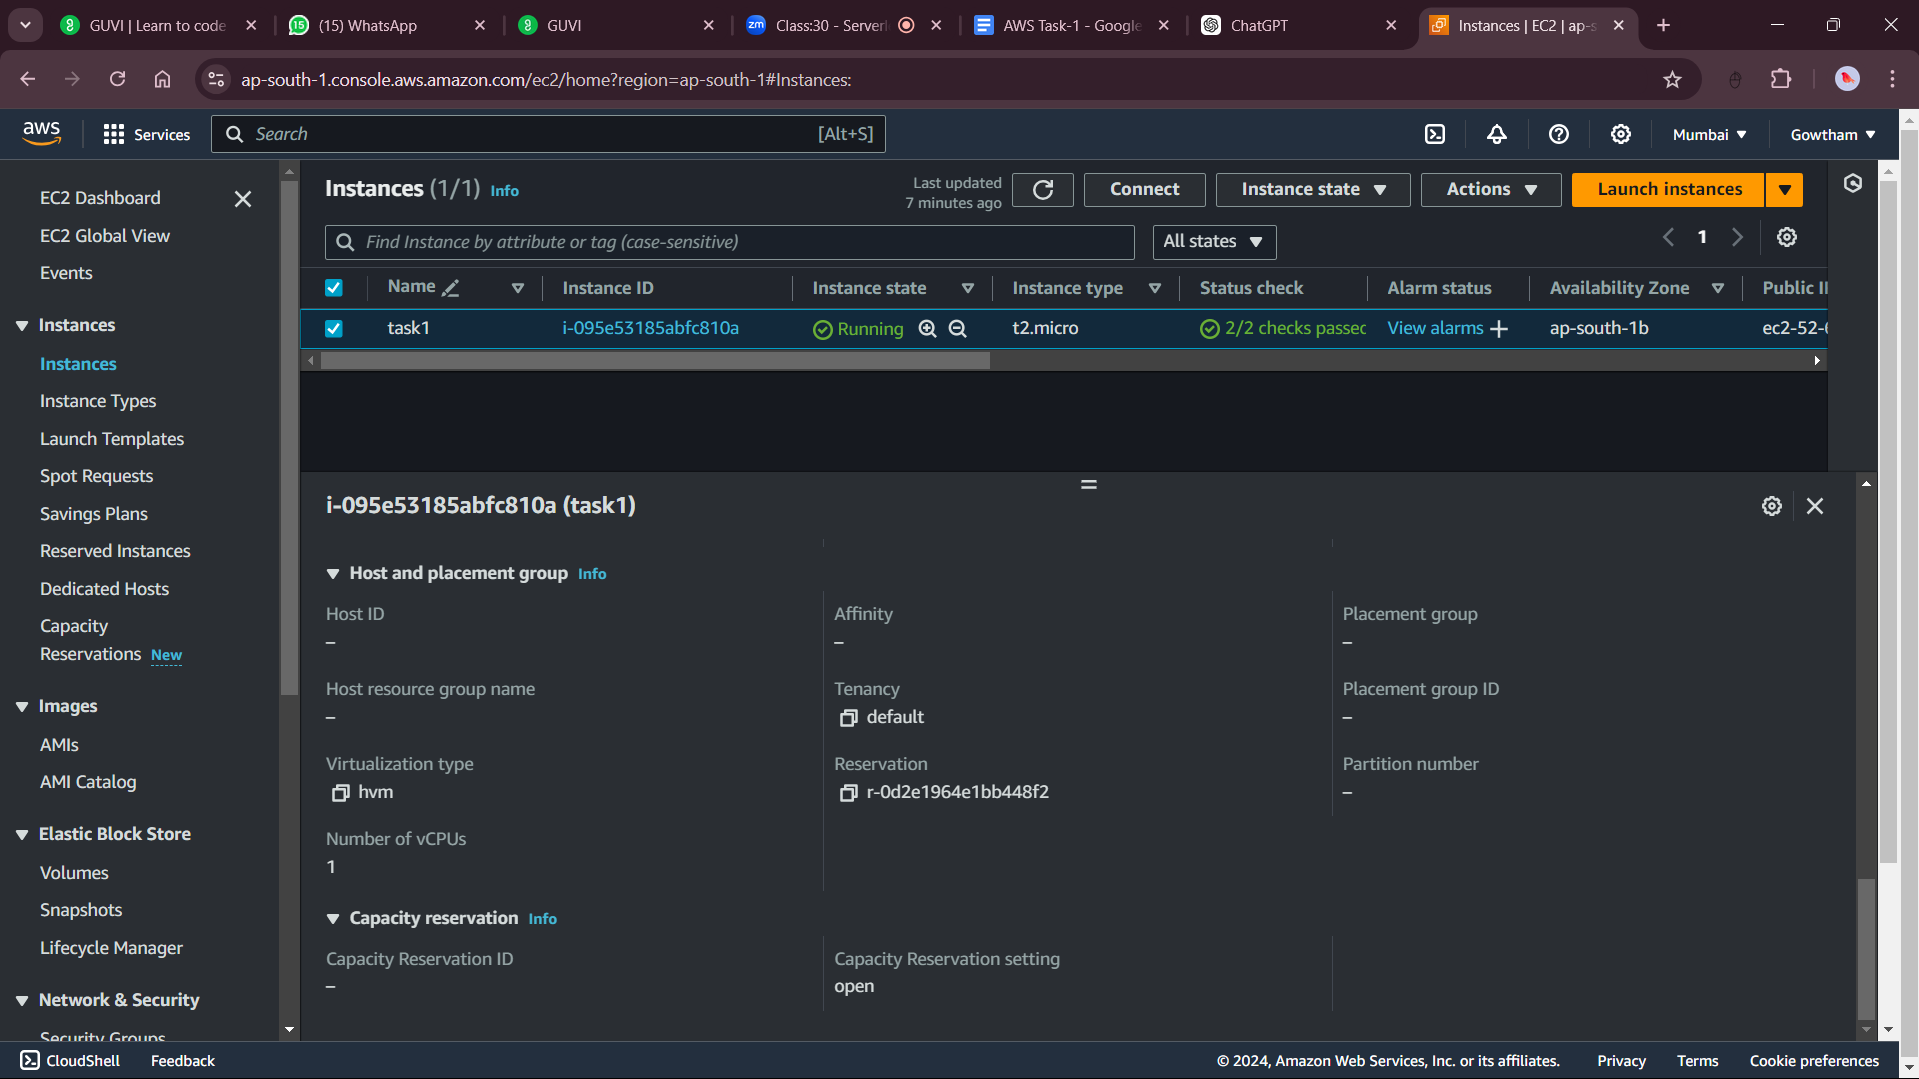 GUVI | Learn to code
(15) WhatsApp
GUVI
zm Class:30 - Serverl
AWS Task-1 - Google
ChatGPT
Instances | EC2 | ap-s
ap-south-1.console.aws.amazon.com/ec2/home?region=ap-south-1#Instances:
aws
Services
Search
[Alt+S]
Mumbai
Gowtham
EC2 Dashboard
EC2 Global View
Events
Instances
Instances
Instance Types
Launch Templates
Spot Requests
Savings Plans
Reserved Instances
Dedicated Hosts
Capacity
Reservations New
Images
AMIs
AMI Catalog
Elastic Block Store
Volumes
Snapshots
Lifecycle Manager
Network & Security
Security Groups
Instances (1/1) Info
Last updated
7 minutes ago
Connect
Instance state
Actions
Launch instances
Find Instance by attribute or tag (case-sensitive)
All states
1
Name
Instance ID
Instance state
Instance type
Status check
Alarm status
Availability Zone
Public I
task1
i-095e53185abfc810a
Running
t2.micro
2/2 checks passed
View alarms +
ap-south-1b
ec2-52-
i-095e53185abfc810a (task1)
Host and placement group Info
Host ID
–
Affinity
–
Placement group
–
Host resource group name
–
Tenancy
default
Placement group ID
–
Virtualization type
hvm
Reservation
r-0d2e1964e1bb448f2
Partition number
–
Number of vCPUs
1
Capacity reservation Info
Capacity Reservation ID
–
Capacity Reservation setting
open
CloudShell
Feedback
© 2024, Amazon Web Services, Inc. or its affiliates.
Privacy
Terms
Cookie preferences